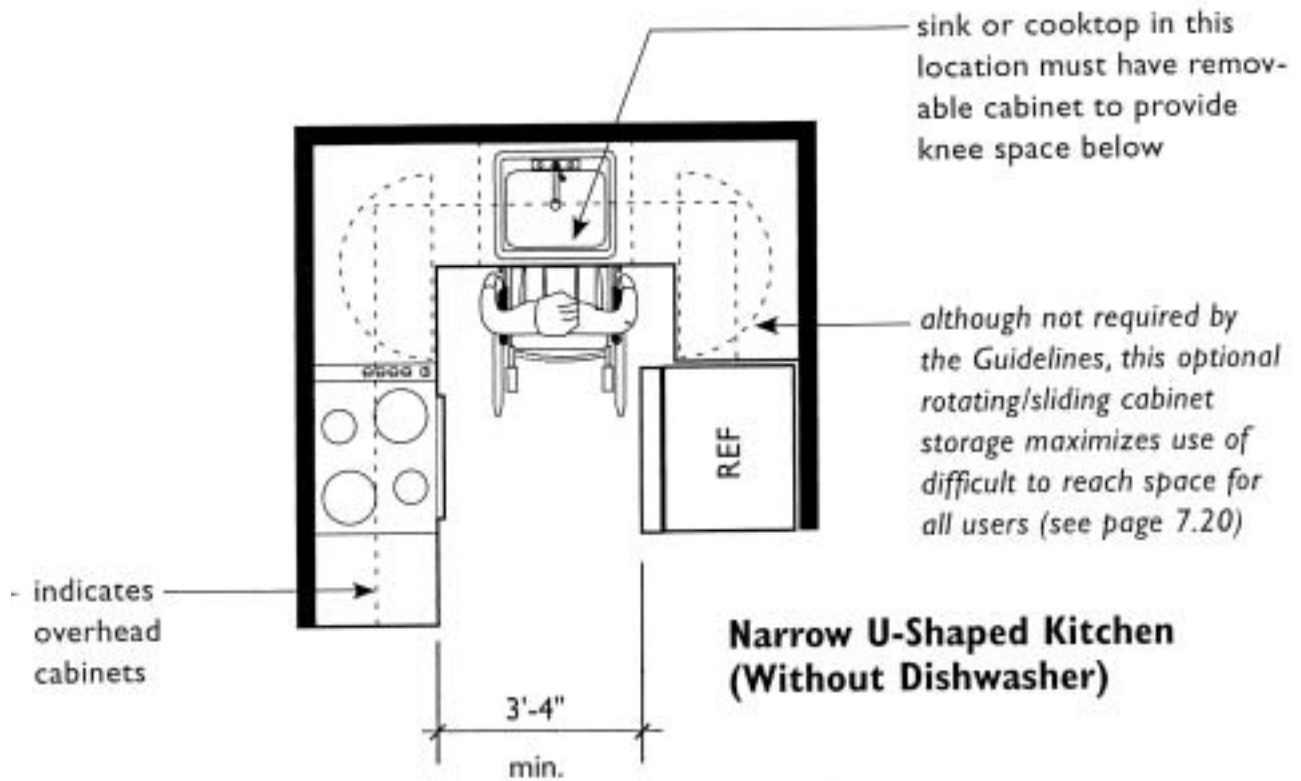 sink or cooktop in this
location must have remov-
able cabinet to provide
knee space below
although not required by
the Guidelines, this optional
rotating/sliding cabinet
storage maximizes use of
difficult to reach space for
all users (see page 7.20)
REF
- indicates
overhead
cabinets
Narrow U-Shaped Kitchen
(Without Dishwasher)
3'-4"
min.